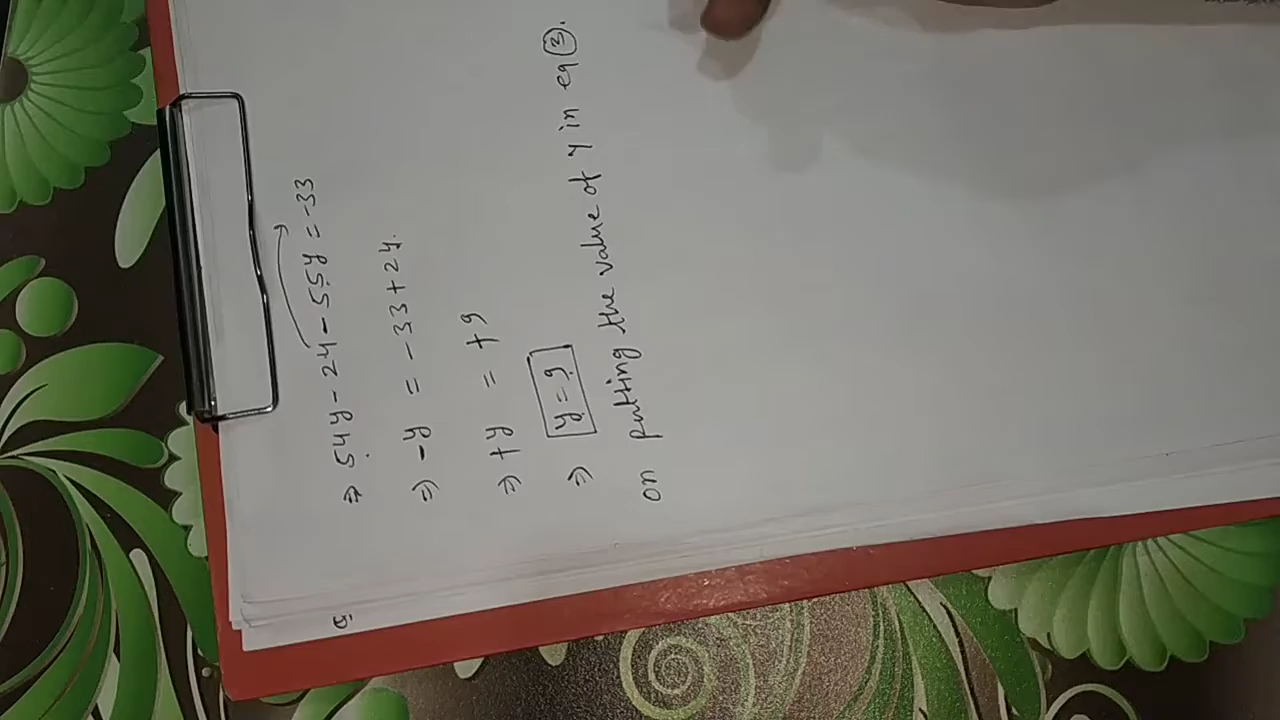 ⇒ 54y - 24 - 55y = -33
⇒ -y = -33 + 24.
⇒ +y = +9
⇒ y = 9
on putting the value of y in eq ③.